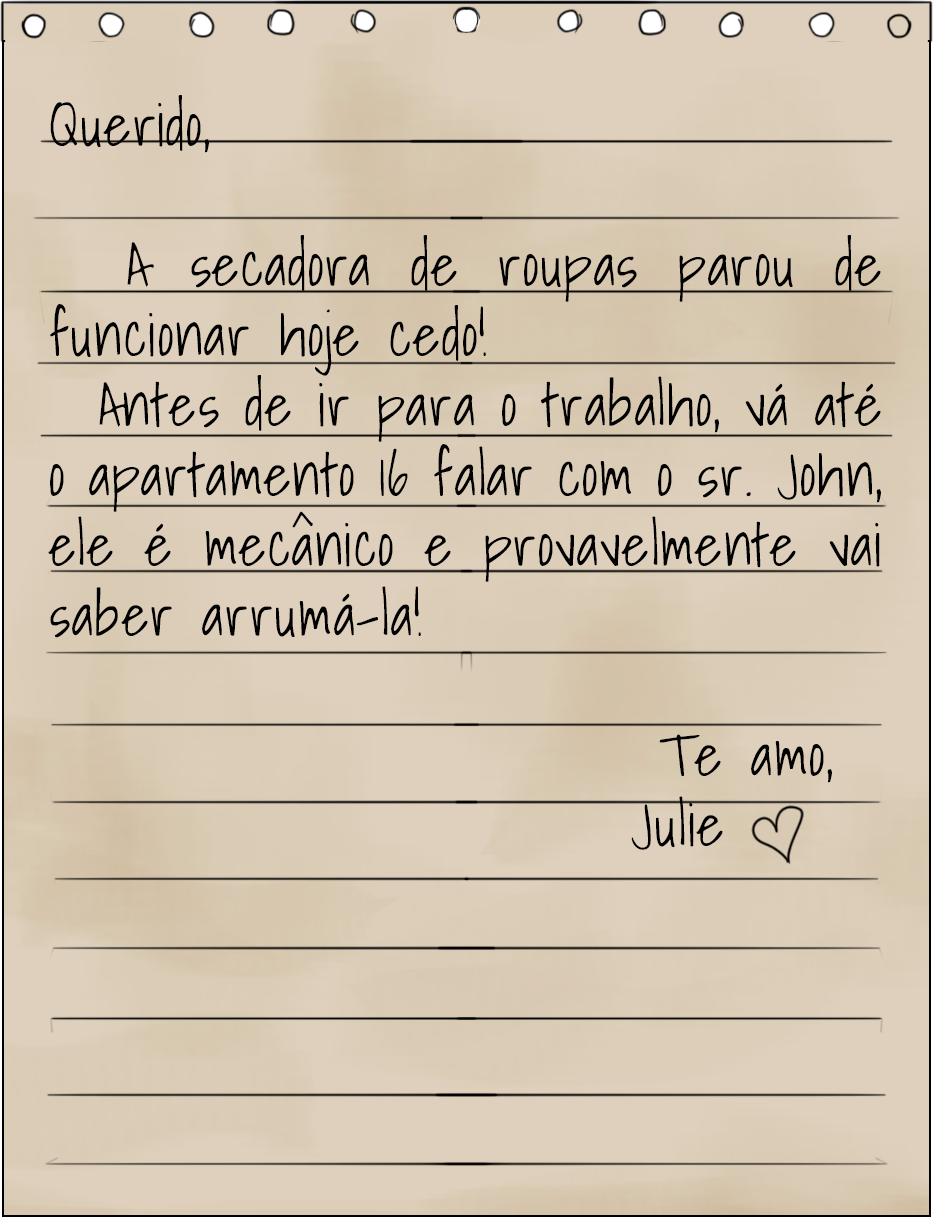 Querido,
A secadora de roupas parou de
funcionar hoje cedo!
Antes de ir para o trabalho, vá até
o apartamento 16 falar com o sr. John,
ele é mecânico e provavelmente vai
saber arrumá-la!
Te amo,
Julie ♡